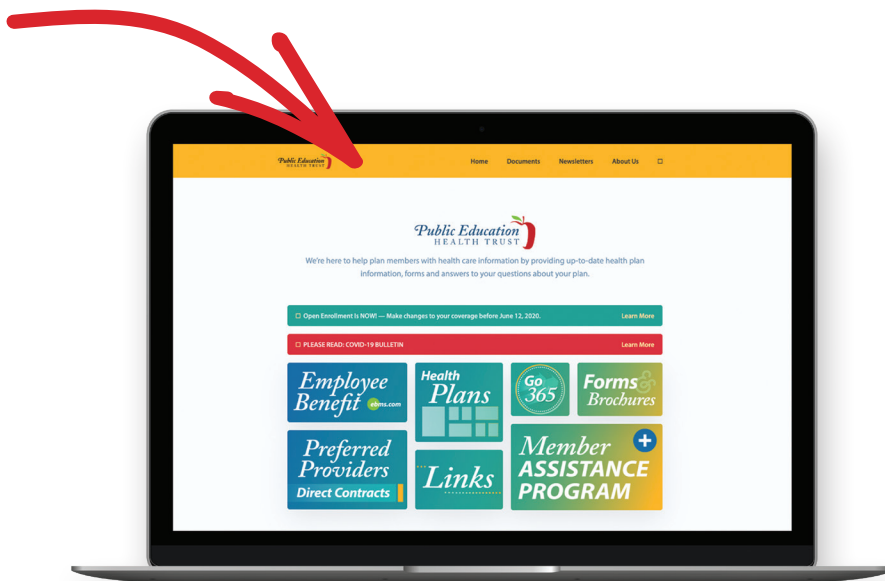 Public Education
HEALTH TRUST
Home Documents Newsletters About Us
Public Education
HEALTH TRUST
We're here to help plan members with health care information by providing up-to-date health plan
information, forms and answers to your questions about your plan.
Open Enrollment Is NOW! — Make changes to your coverage before June 12, 2020. Learn More
PLEASE READ: COVID-19 BULLETIN Learn More
Employee
Benefit ebms.com
Health
Plans
Go
365
Forms &
Brochures
Preferred
Providers
Direct Contracts
Links
Member
ASSISTANCE
PROGRAM